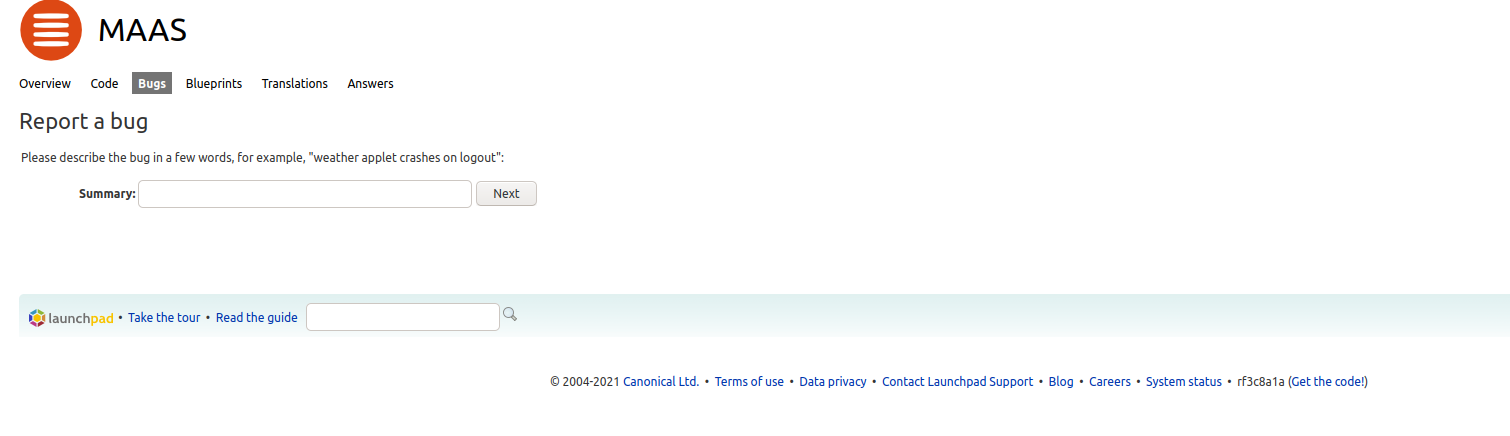 MAAS
Overview Code Bugs Blueprints Translations Answers
Report a bug
Please describe the bug in a few words, for example, "weather applet crashes on logout":
Summary: Next
launchpad • Take the tour • Read the guide
© 2004-2021 Canonical Ltd. • Terms of use • Data privacy • Contact Launchpad Support • Blog • Careers • System status • rf3c8a1a (Get the code!)